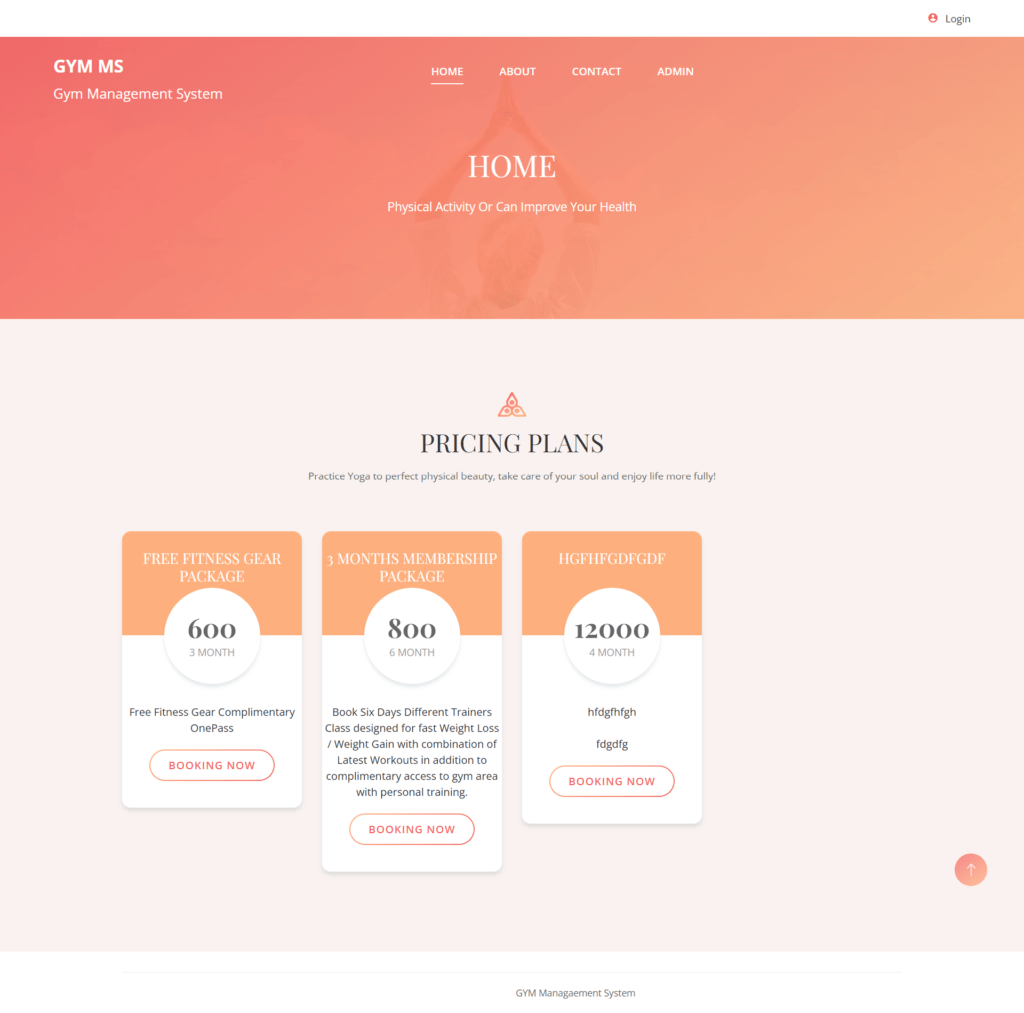 Login
GYM MS
Gym Management System
HOME ABOUT CONTACT ADMIN
HOME
Physical Activity Or Can Improve Your Health
PRICING PLANS
Practice Yoga to perfect physical beauty, take care of your soul and enjoy life more fully!
FREE FITNESS GEAR
PACKAGE
600
3 MONTH
Free Fitness Gear Complimentary
OnePass
BOOKING NOW
3 MONTHS MEMBERSHIP
PACKAGE
800
6 MONTH
Book Six Days Different Trainers
Class designed for fast Weight Loss
/ Weight Gain with combination of
Latest Workouts in addition to
complimentary access to gym area
with personal training.
BOOKING NOW
HGFHFGDFGDF
12000
4 MONTH
hfdgfhfgh
fdgdfg
BOOKING NOW
GYM Managaement System